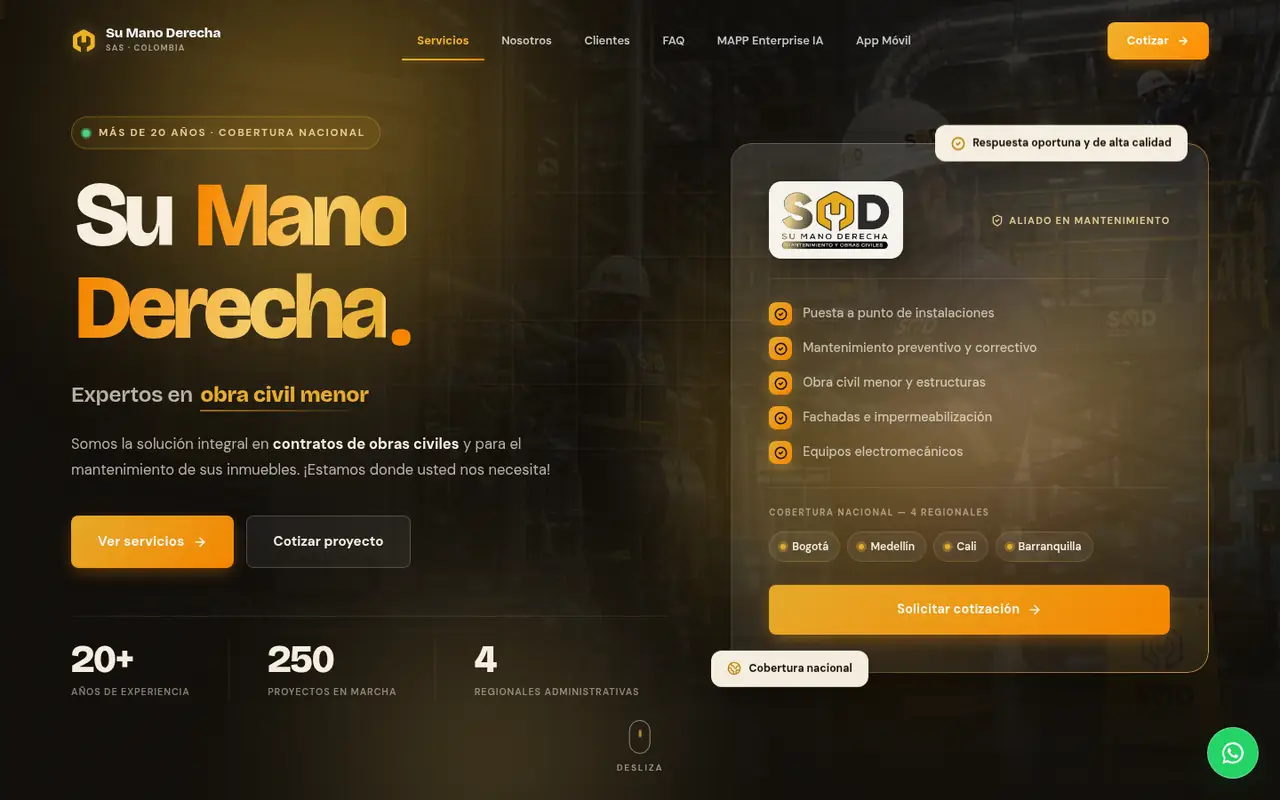 Su Mano Derecha
SAS · COLOMBIA
Servicios
Nosotros
Clientes
FAQ
MAPP Enterprise IA
App Móvil
Cotizar
MÁS DE 20 AÑOS · COBERTURA NACIONAL
Su Mano
Derecha.
Expertos en obra civil menor
Somos la solución integral en contratos de obras civiles y para el
mantenimiento de sus inmuebles. ¡Estamos donde usted nos necesita!
Ver servicios
Cotizar proyecto
20+
AÑOS DE EXPERIENCIA
250
PROYECTOS EN MARCHA
4
REGIONALES ADMINISTRATIVAS
Respuesta oportuna y de alta calidad
SMD
SU MANO DERECHA
MANTENIMIENTO Y OBRAS CIVILES
ALIADO EN MANTENIMIENTO
Puesta a punto de instalaciones
Mantenimiento preventivo y correctivo
Obra civil menor y estructuras
Fachadas e impermeabilización
Equipos electromecánicos
COBERTURA NACIONAL — 4 REGIONALES
Bogotá
Medellín
Cali
Barranquilla
Solicitar cotización
Cobertura nacional
DESLIZA